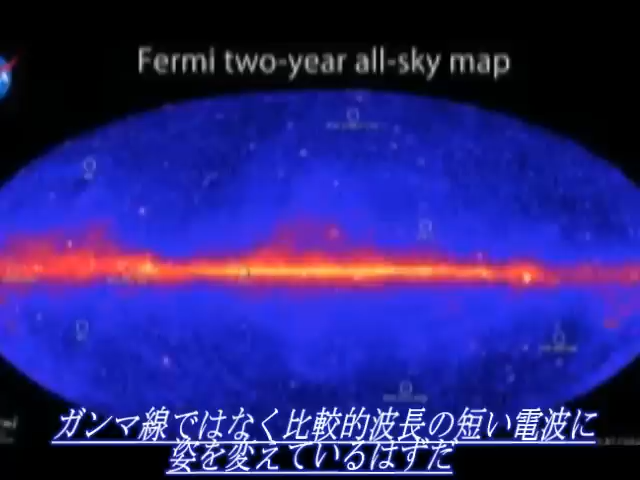 Fermi two-year all-sky map
ガンマ線ではなく比較的波長の短い電波に
姿を変えているはずだ